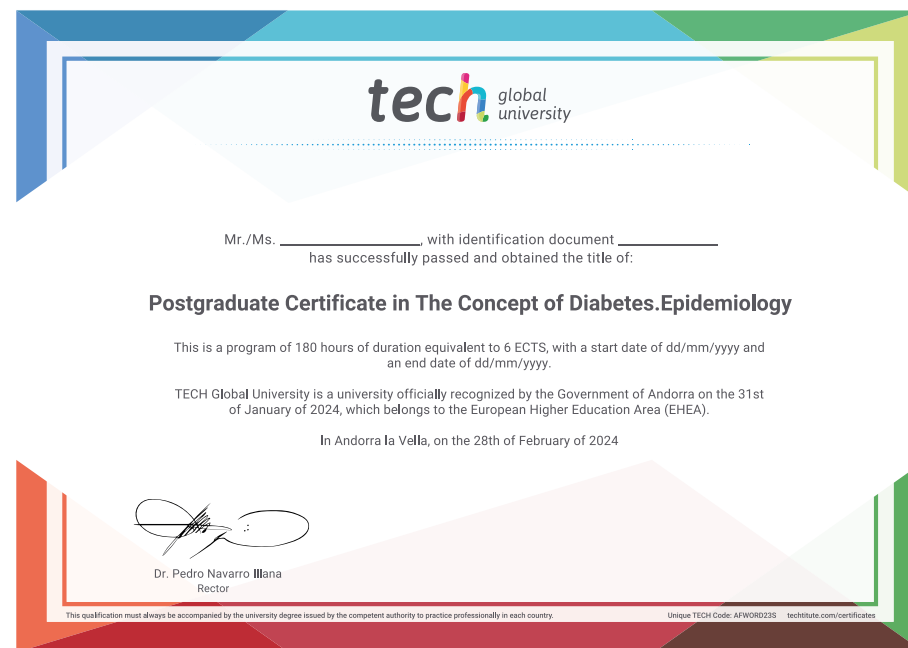 tech global
university
Mr./Ms. ____________, with identification document ____________
has successfully passed and obtained the title of:
Postgraduate Certificate in The Concept of Diabetes.Epidemiology
This is a program of 180 hours of duration equivalent to 6 ECTS, with a start date of dd/mm/yyyy and
an end date of dd/mm/yyyy.
TECH Global University is a university officially recognized by the Government of Andorra on the 31st
of January of 2024, which belongs to the European Higher Education Area (EHEA).
In Andorra la Vella, on the 28th of February of 2024
Dr. Pedro Navarro Illana
Rector
This qualification must always be accompanied by the university degree issued by the competent authority to practice professionally in each country.
Unique TECH Code: AFWORD23S techtitute.com/certificates